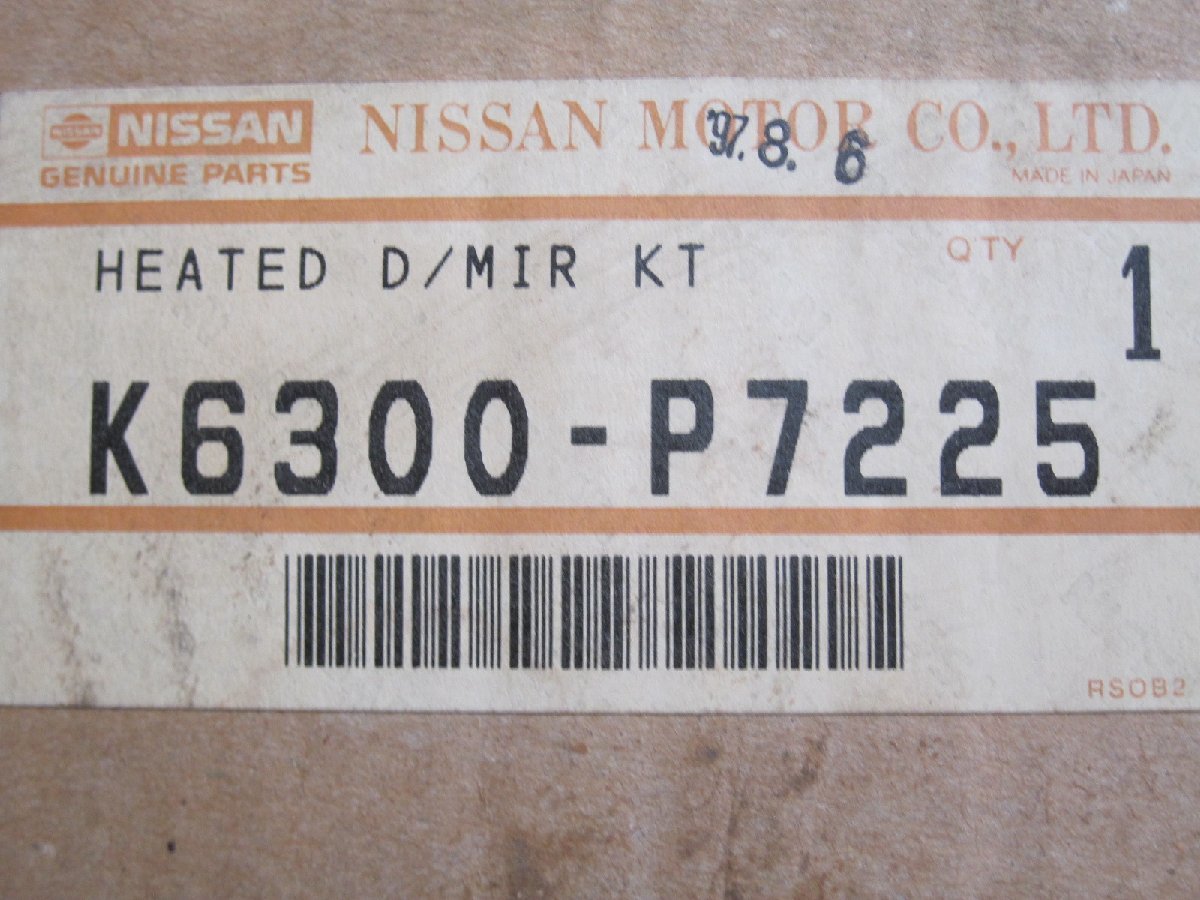 NISSAN NISSAN
GENUINE PARTS
NISSAN MOTOR CO., LTD.
'97. 8. 6
MADE IN JAPAN
HEATED D/MIR KT
Q'TY 1
K6300-P7225
RSOB2